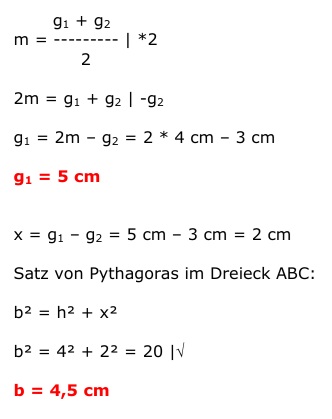 g₁ + g₂
m = --------- | *2
2
2m = g₁ + g₂ | -g₂
g₁ = 2m – g₂ = 2 * 4 cm – 3 cm
g₁ = 5 cm
x = g₁ – g₂ = 5 cm – 3 cm = 2 cm
Satz von Pythagoras im Dreieck ABC:
b² = h² + x²
b² = 4² + 2² = 20 |√
b = 4,5 cm